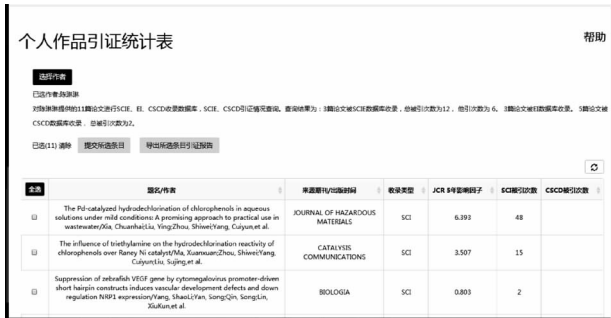 个人作品引证统计表
帮助
选择作者
已选作者:陈琳琳
对陈琳琳提供的11篇论文进行SCIE、EI、CSCD收录数据库，SCIE、CSCD引证情况查询。查询结果为：3篇论文被SCIE数据库收录，总被引次数为12，他引次数为 6。 3篇论文被EI数据库收录。 5篇论文被
CSCD数据库收录 。总被引次数为2。
已选(11) 清除 提交所选条目 导出所选条目引证报告
全选 题名/作者 来源期刊/出版时间 收录类型 JCR 5年影响因子 SCI被引次数 CSCD被引次数
The Pd-catalyzed hydrodechlorination of chlorophenols in aqueous
solutions under mild conditions: A promising approach to practical use in
wastewater/Xia, Chuanhai;Liu, Ying;Zhou, Shiwei;Yang, Cuiyun,et al.
JOURNAL OF HAZARDOUS
MATERIALS
SCI
6.393
48
The influence of triethylamine on the hydrodechlorination reactivity of
chlorophenols over Raney Ni catalyst/Ma, Xuanxuan;Zhou, Shiwei;Yang,
Cuiyun;Liu, Sujing,et al.
CATALYSIS
COMMUNICATIONS
SCI
3.507
15
Suppression of zebrafish VEGF gene by cytomegalovirus promoter-driven
short hairpin constructs induces vascular development defects and down
regulation NRP1 expression/Yang, ShaoLi;Yan, Song;Qin, Song;Lin,
XiuKun,et al.
BIOLOGIA
SCI
0.803
2